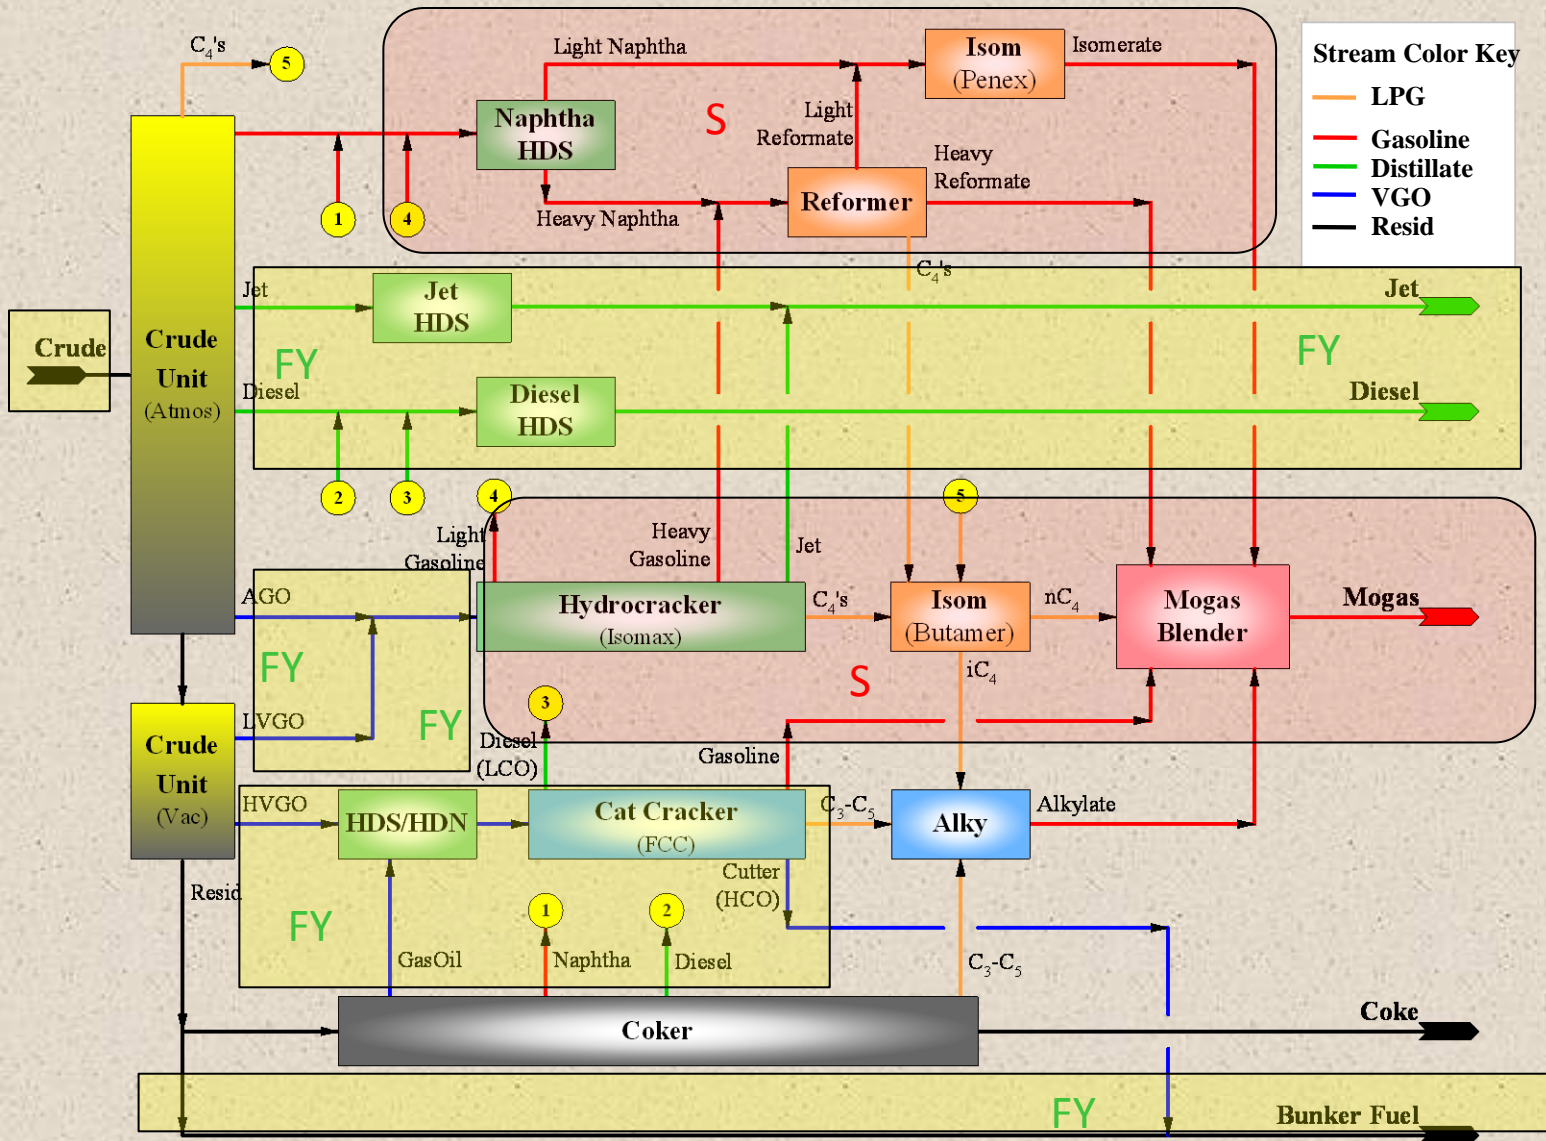 C4's
5
Light Naphtha
Isom
(Penex)
Isomerate
Stream Color Key
LPG
Gasoline
Distillate
VGO
Resid
Naphtha
HDS
S
Light
Reformate
Heavy
Reformate
Reformer
Heavy Naphtha
1
4
C4's
Jet
Jet
HDS
Jet
Crude
Crude
Unit
(Atmos)
FY
FY
Diesel
Diesel
HDS
Diesel
2
3
4
5
Light
Gasoline
Heavy
Gasoline
Jet
AGO
Hydrocracker
(Isomax)
C4's
Isom
(Butamer)
nC4
Mogas
Blender
Mogas
FY
S
iC4
LVGO
FY
3
Diesel
(LCO)
Gasoline
Crude
Unit
(Vac)
HVGO
HDS/HDN
Cat Cracker
(FCC)
C3-C5
Alky
Alkylate
Resid
Cutter
(HCO)
FY
1
2
GasOil
Naphtha
Diesel
C3-C5
Coker
Coke
FY
Bunker Fuel